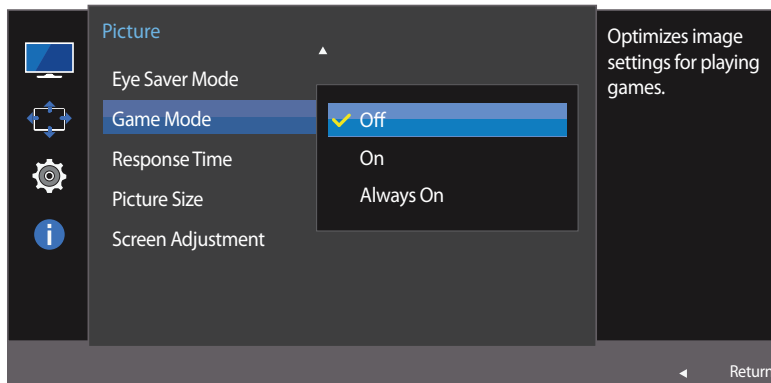 Picture
Eye Saver Mode
Game Mode
Response Time
Picture Size
Screen Adjustment
Off
On
Always On
Optimizes image
settings for playing
games.
Return